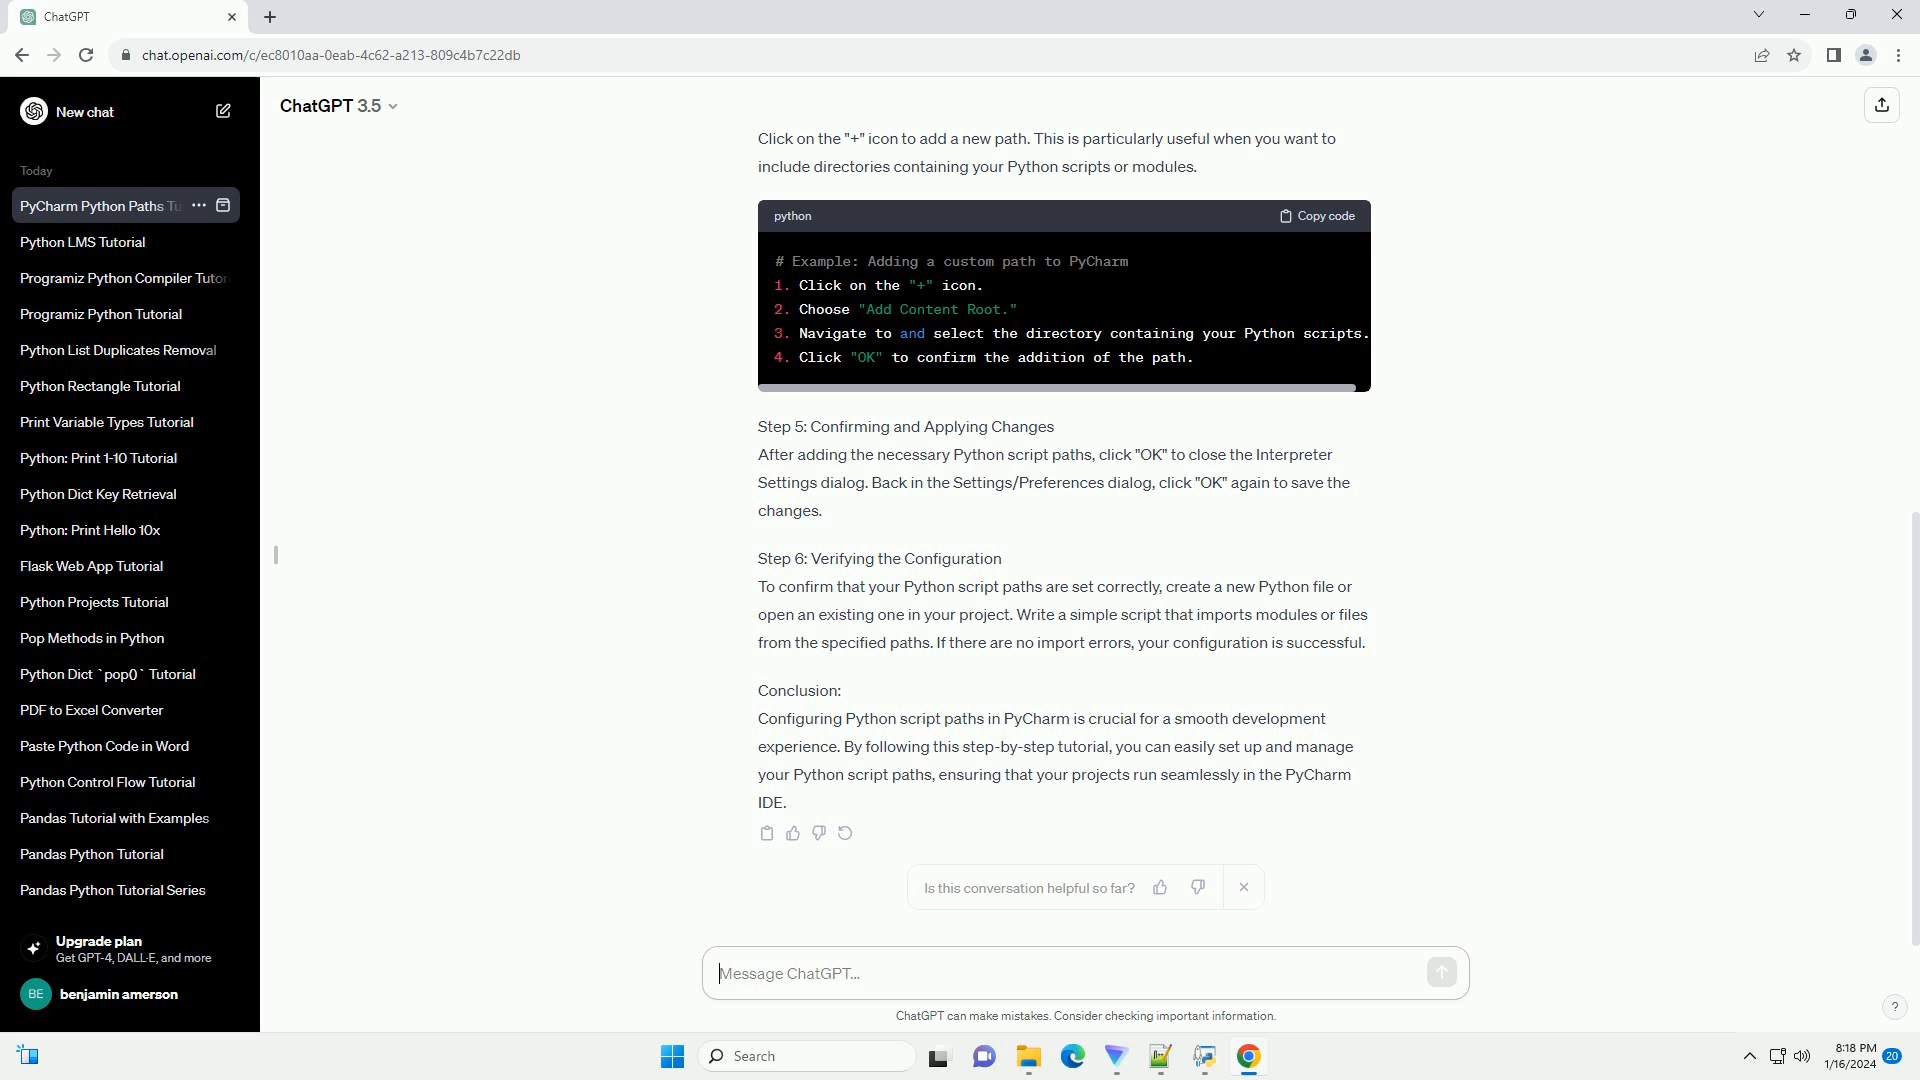 ChatGPT
chat.openai.com/c/ec8010aa-0eab-4c62-a213-809c4b7c22db
New chat
Today
PyCharm Python Paths Tu
Python LMS Tutorial
Programiz Python Compiler Tutor
Programiz Python Tutorial
Python List Duplicates Removal
Python Rectangle Tutorial
Print Variable Types Tutorial
Python: Print 1-10 Tutorial
Python Dict Key Retrieval
Python: Print Hello 10x
Flask Web App Tutorial
Python Projects Tutorial
Pop Methods in Python
Python Dict `pop()` Tutorial
PDF to Excel Converter
Paste Python Code in Word
Python Control Flow Tutorial
Pandas Tutorial with Examples
Pandas Python Tutorial
Pandas Python Tutorial Series
Upgrade plan
Get GPT-4, DALL·E, and more
BE benjamin amerson
ChatGPT 3.5
Click on the "+" icon to add a new path. This is particularly useful when you want to
include directories containing your Python scripts or modules.
python Copy code
# Example: Adding a custom path to PyCharm
1. Click on the "+" icon.
2. Choose "Add Content Root."
3. Navigate to and select the directory containing your Python scripts.
4. Click "OK" to confirm the addition of the path.
Step 5: Confirming and Applying Changes
After adding the necessary Python script paths, click "OK" to close the Interpreter
Settings dialog. Back in the Settings/Preferences dialog, click "OK" again to save the
changes.
Step 6: Verifying the Configuration
To confirm that your Python script paths are set correctly, create a new Python file or
open an existing one in your project. Write a simple script that imports modules or files
from the specified paths. If there are no import errors, your configuration is successful.
Conclusion:
Configuring Python script paths in PyCharm is crucial for a smooth development
experience. By following this step-by-step tutorial, you can easily set up and manage
your Python script paths, ensuring that your projects run seamlessly in the PyCharm
IDE.
Is this conversation helpful so far?
Message ChatGPT...
ChatGPT can make mistakes. Consider checking important information.
?
Search
8:18 PM
1/16/2024
20